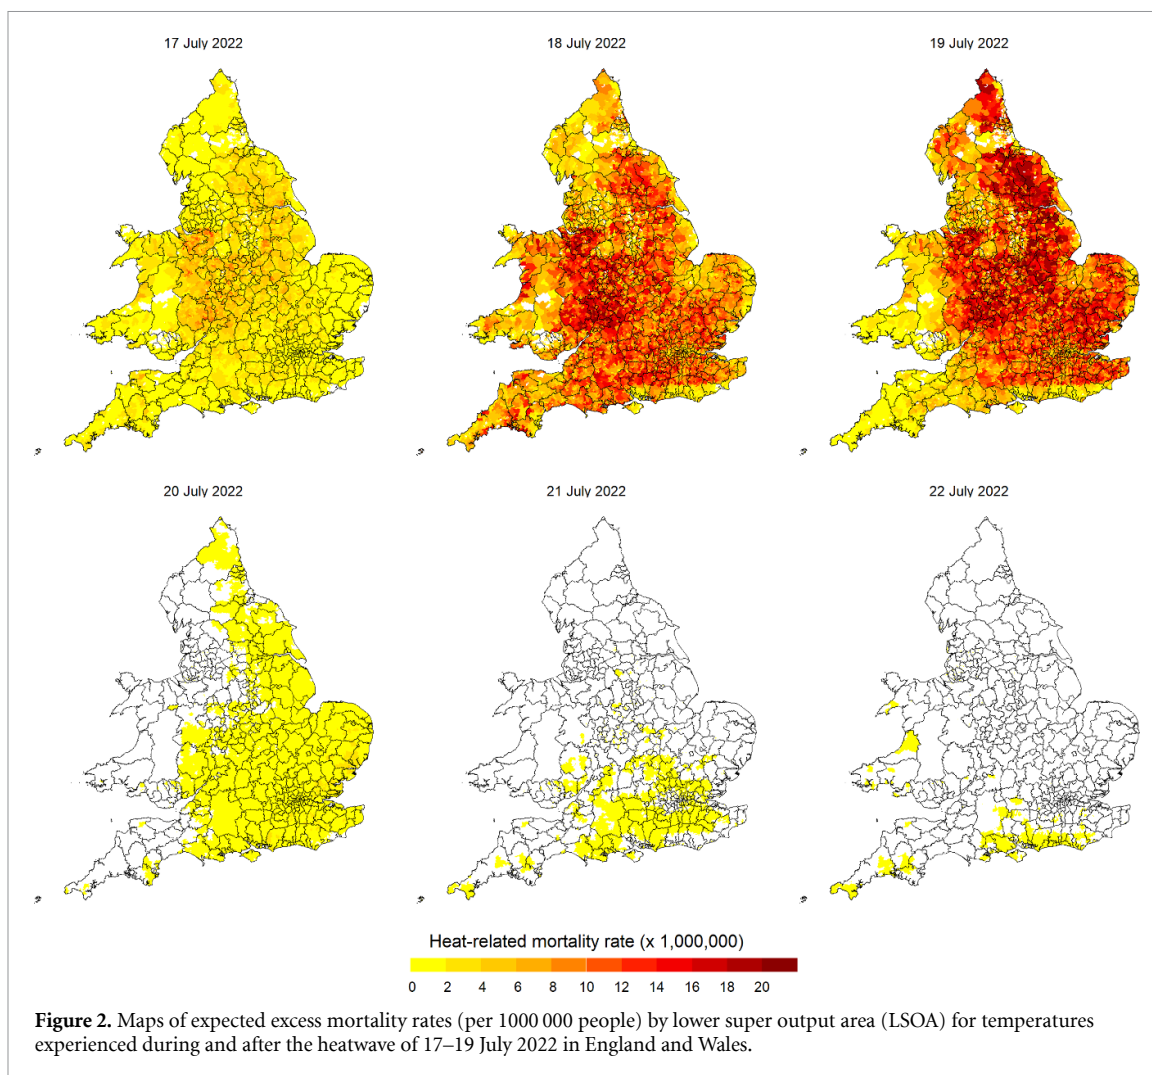 17 July 2022
18 July 2022
19 July 2022
20 July 2022
21 July 2022
22 July 2022
Heat-related mortality rate (x 1,000,000)
0 2 4 6 8 10 12 14 16 18 20
Figure 2. Maps of expected excess mortality rates (per 1000 000 people) by lower super output area (LSOA) for temperatures
experienced during and after the heatwave of 17–19 July 2022 in England and Wales.